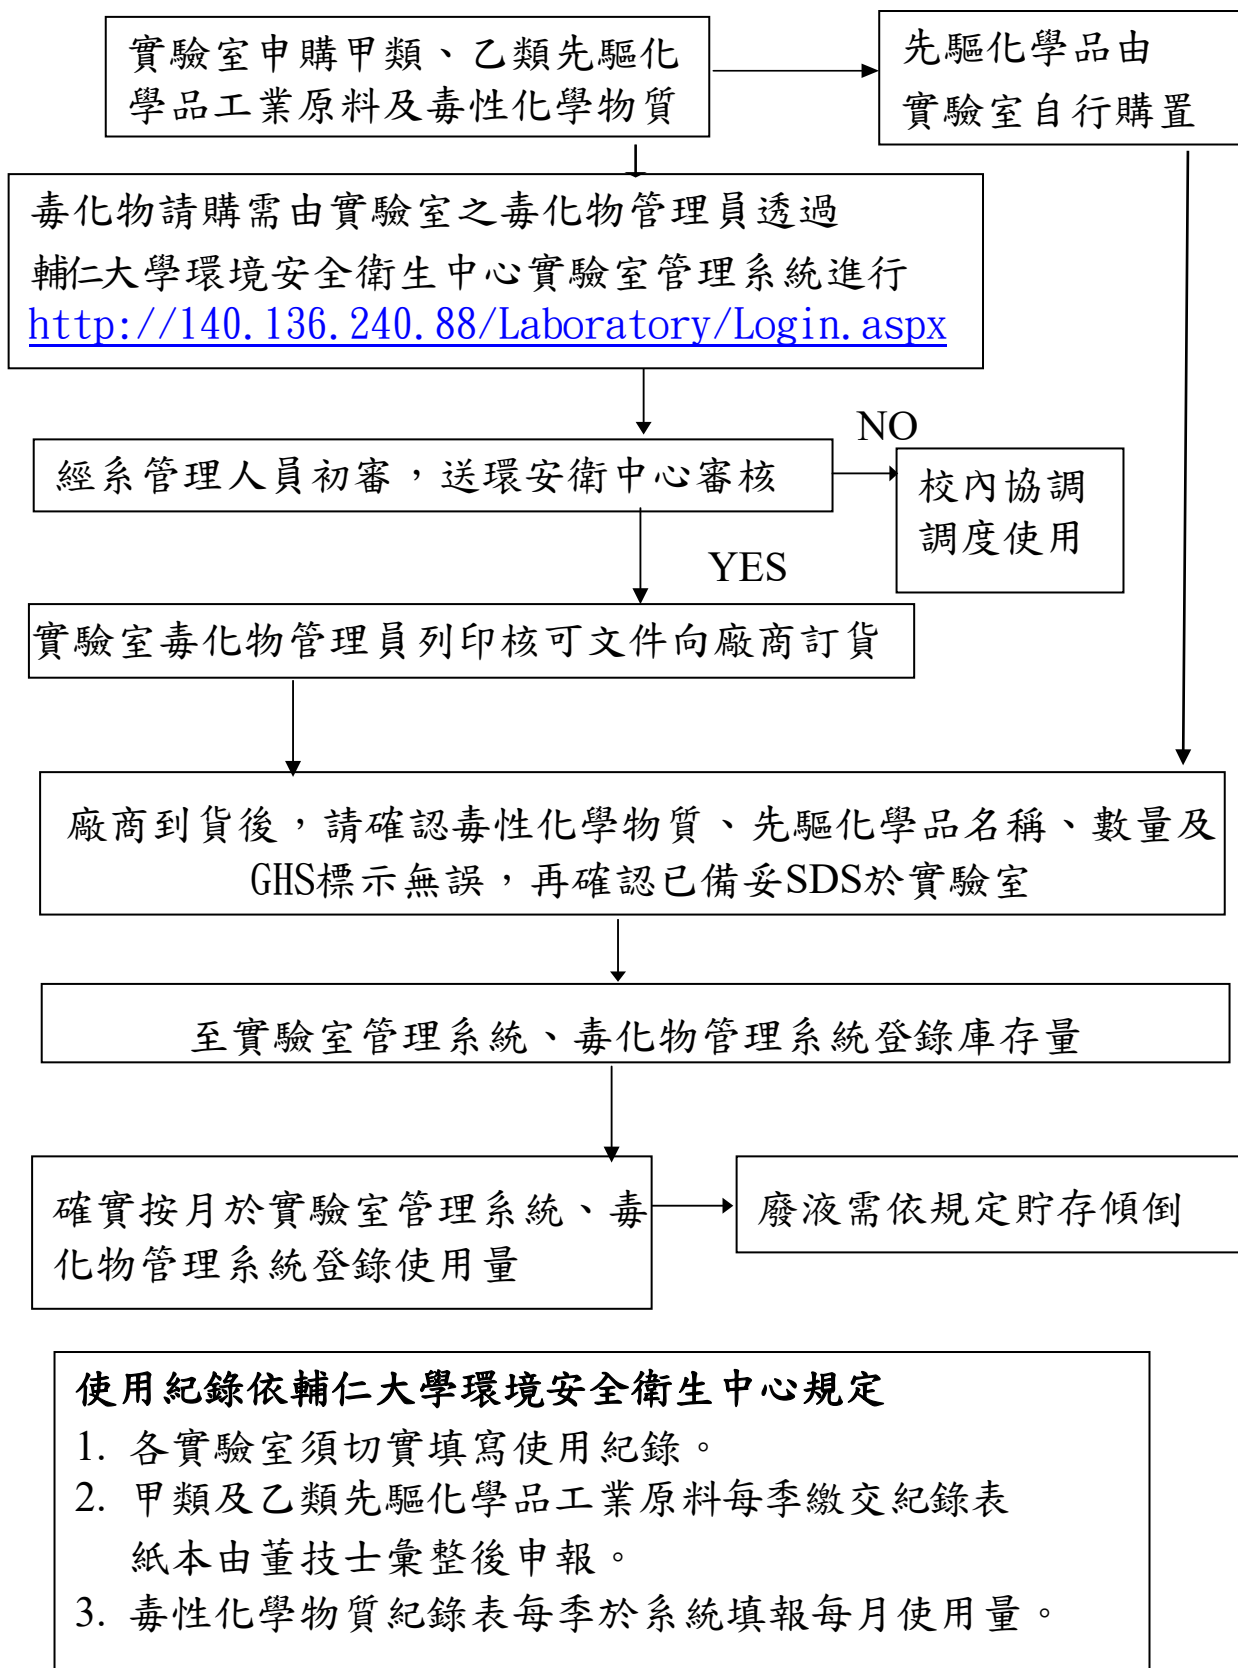 實驗室申購甲類、乙類先驅化
學品工業原料及毒性化學物質
先驅化學品由
實驗室自行購置
毒化物請購需由實驗室之毒化物管理員透過
輔仁大學環境安全衛生中心實驗室管理系統進行
http://140.136.240.88/Laboratory/Login.aspx
經系管理人員初審，送環安衛中心審核
NO
校內協調
調度使用
YES
實驗室毒化物管理員列印核可文件向廠商訂貨
廠商到貨後，請確認毒性化學物質、先驅化學品名稱、數量及
GHS標示無誤，再確認已備妥SDS於實驗室
至實驗室管理系統、毒化物管理系統登錄庫存量
確實按月於實驗室管理系統、毒
化物管理系統登錄使用量
廢液需依規定貯存傾倒
使用紀錄依輔仁大學環境安全衛生中心規定
1. 各實驗室須切實填寫使用紀錄。
2. 甲類及乙類先驅化學品工業原料每季繳交紀錄表
紙本由董技士彙整後申報。
3. 毒性化學物質紀錄表每季於系統填報每月使用量。